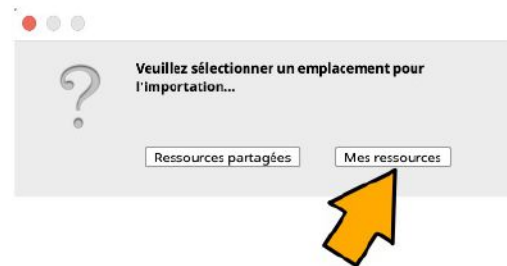 Veuillez sélectionner un emplacement pour
l'importation...
Ressources partagées
Mes ressources